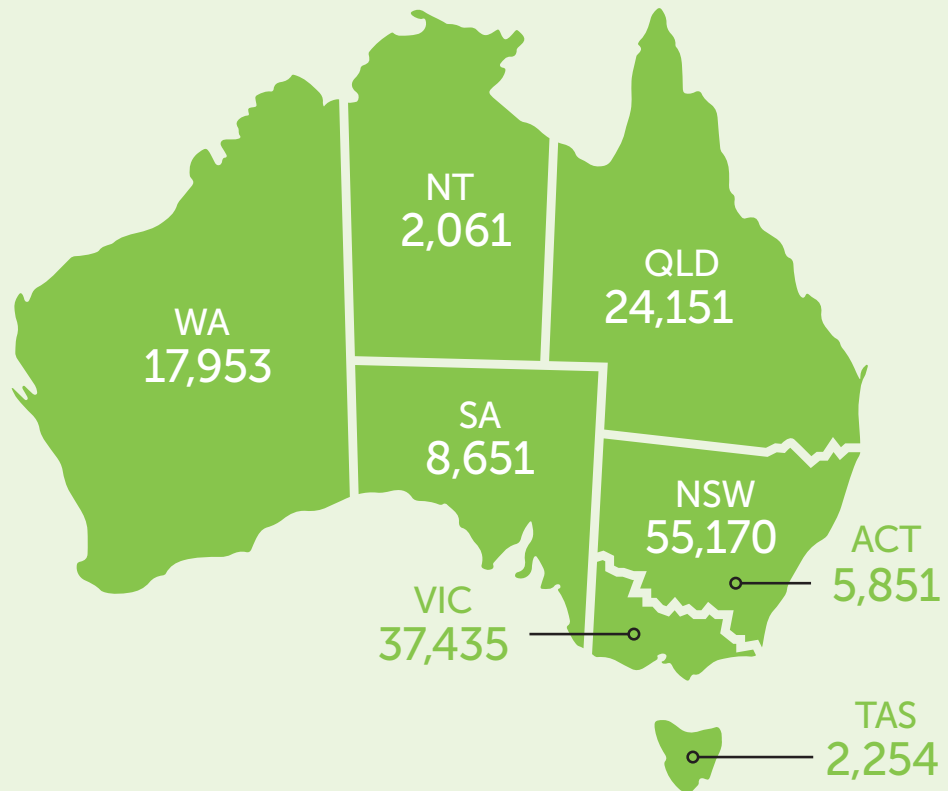 NT
2,061
QLD
24,151
WA
17,953
SA
8,651
NSW
55,170
ACT
5,851
VIC
37,435
TAS
2,254